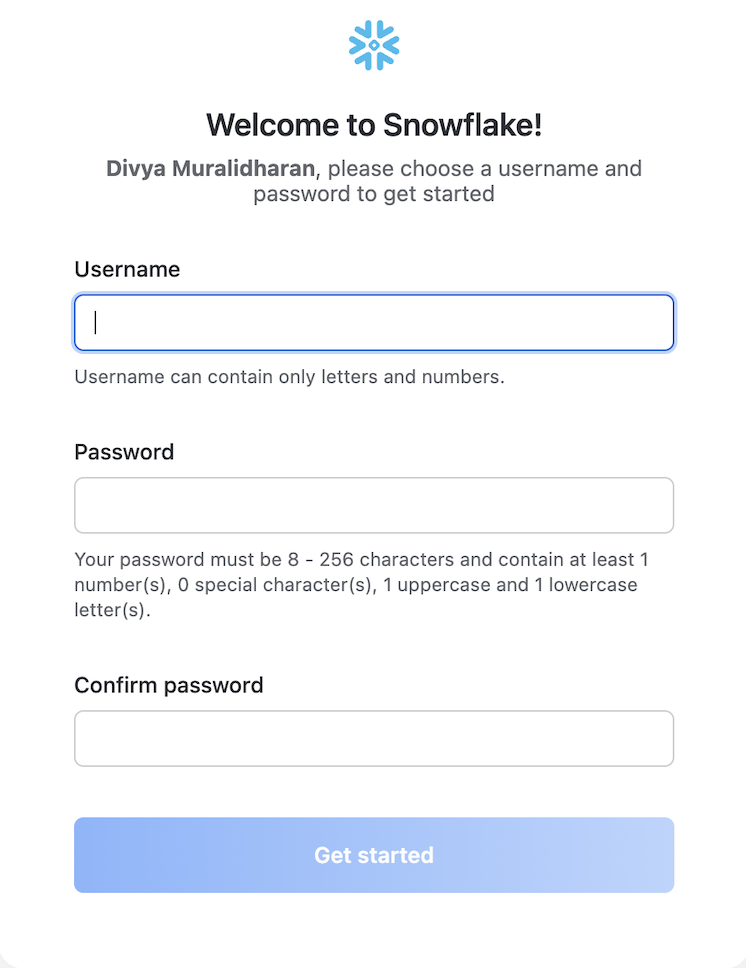 Welcome to Snowflake!
Divya Muralidharan, please choose a username and
password to get started
Username
Username can contain only letters and numbers.
Password
Your password must be 8 - 256 characters and contain at least 1
number(s), 0 special character(s), 1 uppercase and 1 lowercase
letter(s).
Confirm password
Get started